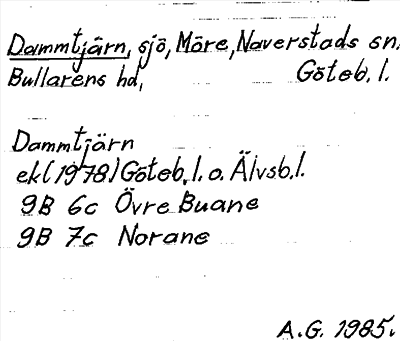 Dammtjärn, sjö, Möre, Naverstads sn,
Bullarens hd, Göteb. l.
Dammtjärn
ek(1978) Göteb. l. o. Älvsb. l.
9B 6c Övre Buane
9B 7c Norane
A.G. 1985.